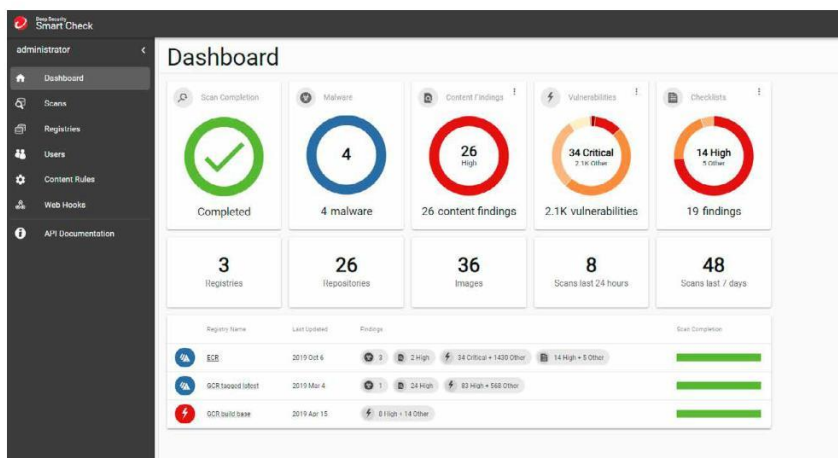 Deep Security
Smart Check
administrator
Dashboard
Scans
Registries
Users
Content Rules
Web Hooks
API Documentation
Dashboard
Scan Completion
Completed
Malware
4
4 malware
Content Findings
26
High
26 content findings
Vulnerabilities
34 Critical
2.1K Other
2.1K vulnerabilities
Checklists
14 High
5 Other
19 findings
3
Registries
26
Repositories
36
Images
8
Scans last 24 hours
48
Scans last 7 days
Registry Name Last Updated Findings Scan Completion
ECR 2019 Oct 6 3 2 High 34 Critical + 1430 Other 14 High + 5 Other
GCR tagged latest 2019 Mar 4 1 24 High 83 High + 568 Other
GCR build base 2019 Apr 15 8 High + 14 Other